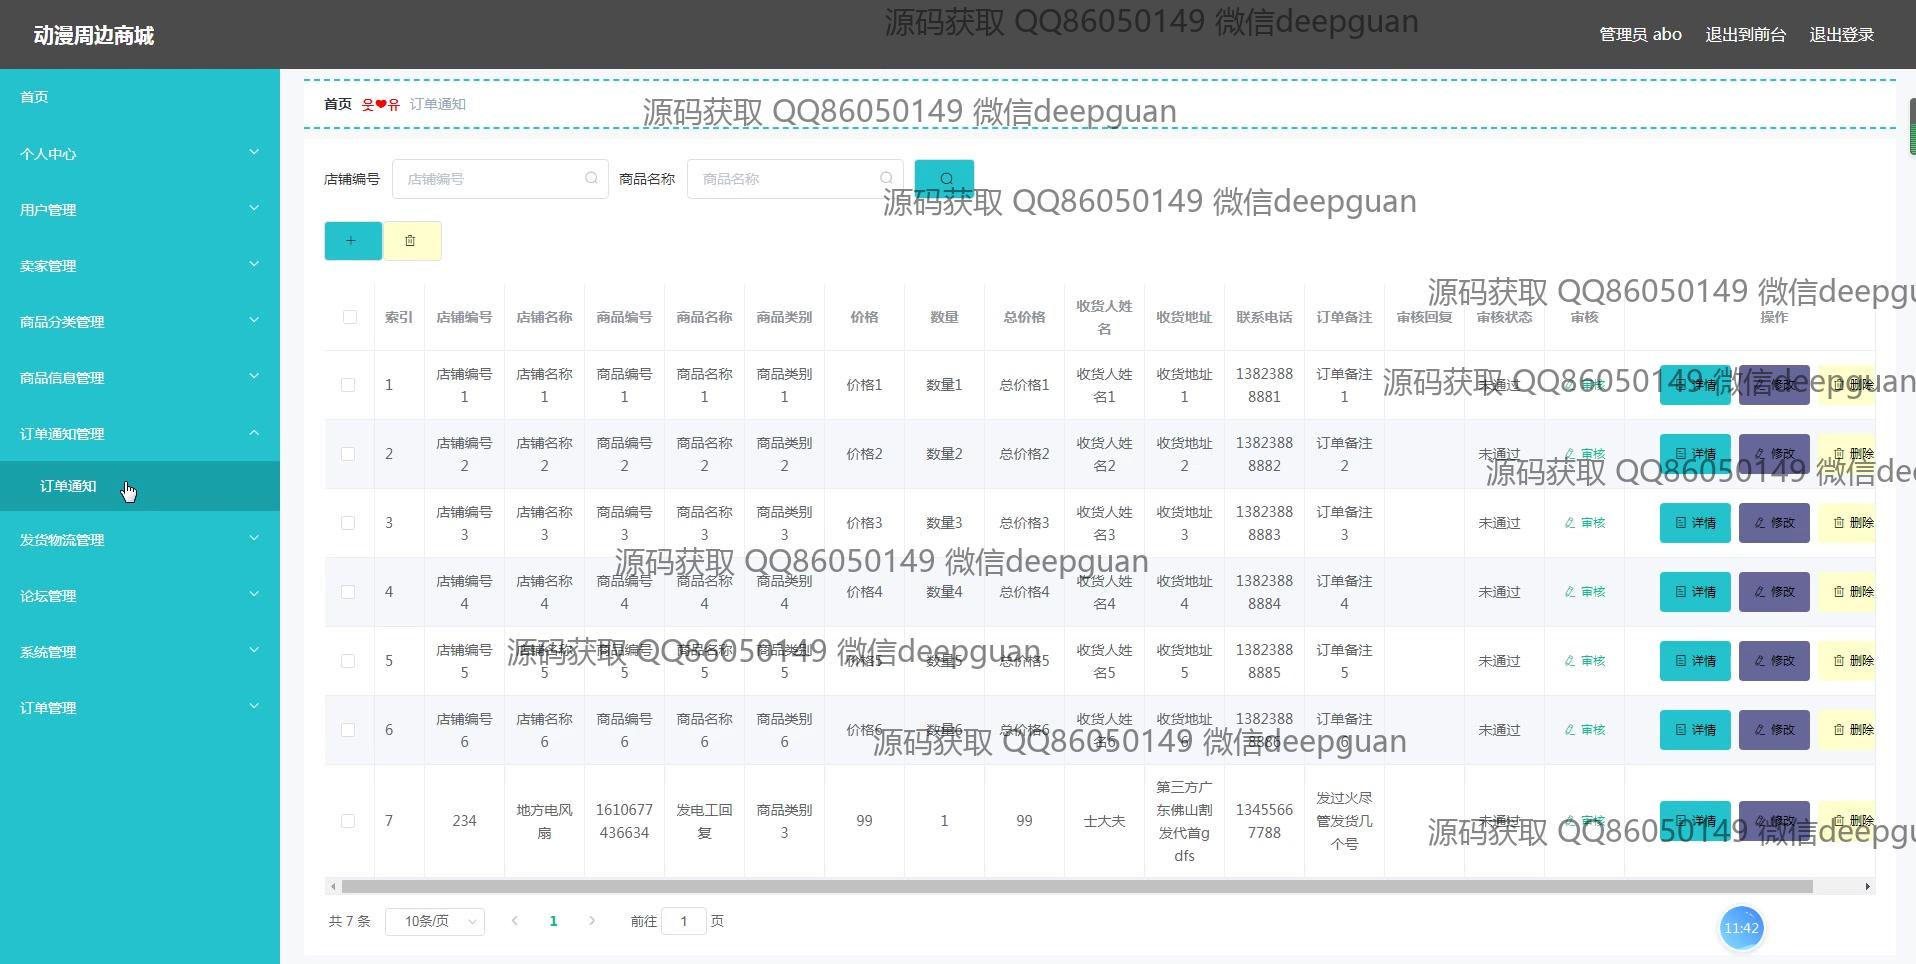 动漫周边商城
源码获取 QQ86050149 微信deepguan
管理员 abo 退出到前台 退出登录
首页
个人中心
用户管理
卖家管理
商品分类管理
商品信息管理
订单通知管理
订单通知
发货物流管理
论坛管理
系统管理
订单管理
首页 웃❤유 订单通知
源码获取 QQ86050149 微信deepguan
店铺编号 店铺编号 商品名称 商品名称
源码获取 QQ86050149 微信deepguan
源码获取 QQ86050149 微信deepgu
索引 店铺编号 店铺名称 商品编号 商品名称 商品类别 价格 数量 总价格 收货人姓名 收货地址 联系电话 订单备注 审核回复 审核状态 审核 操作
1 店铺编号1 店铺名称1 商品编号1 商品名称1 商品类别1 价格1 数量1 总价格1 收货人姓名1 收货地址1 13823888881 订单备注1 未通过 审核 详情 修改 删除
源码获取 QQ86050149 微信deepguan
2 店铺编号2 店铺名称2 商品编号2 商品名称2 商品类别2 价格2 数量2 总价格2 收货人姓名2 收货地址2 13823888882 订单备注2 未通过 审核 详情 修改 删除
源码获取 QQ86050149 微信dee
3 店铺编号3 店铺名称3 商品编号3 商品名称3 商品类别3 价格3 数量3 总价格3 收货人姓名3 收货地址3 13823888883 订单备注3 未通过 审核 详情 修改 删除
源码获取 QQ86050149 微信deepguan
4 店铺编号4 店铺名称4 商品编号4 商品名称4 商品类别4 价格4 数量4 总价格4 收货人姓名4 收货地址4 13823888884 订单备注4 未通过 审核 详情 修改 删除
5 店铺编号5 店铺名称5 商品编号5 商品名称5 商品类别5 价格5 数量5 总价格5 收货人姓名5 收货地址5 13823888885 订单备注5 未通过 审核 详情 修改 删除
源码获取 QQ86050149 微信deepguan
6 店铺编号6 店铺名称6 商品编号6 商品名称6 商品类别6 价格6 数量6 总价格6 收货人姓名6 收货地址6 13823888886 订单备注6 未通过 审核 详情 修改 删除
源码获取 QQ86050149 微信deepguan
7 234 地方电风扇 1610677436634 发电工回复 商品类别3 99 1 99 士大夫 第三方广东佛山割发代首gdfs 13455667788 发过火尽管发货几个号 未通过 审核 详情 修改 删除
源码获取 QQ86050149 微信deepgu
共 7 条 10条/页 1 前往 1 页
11:42